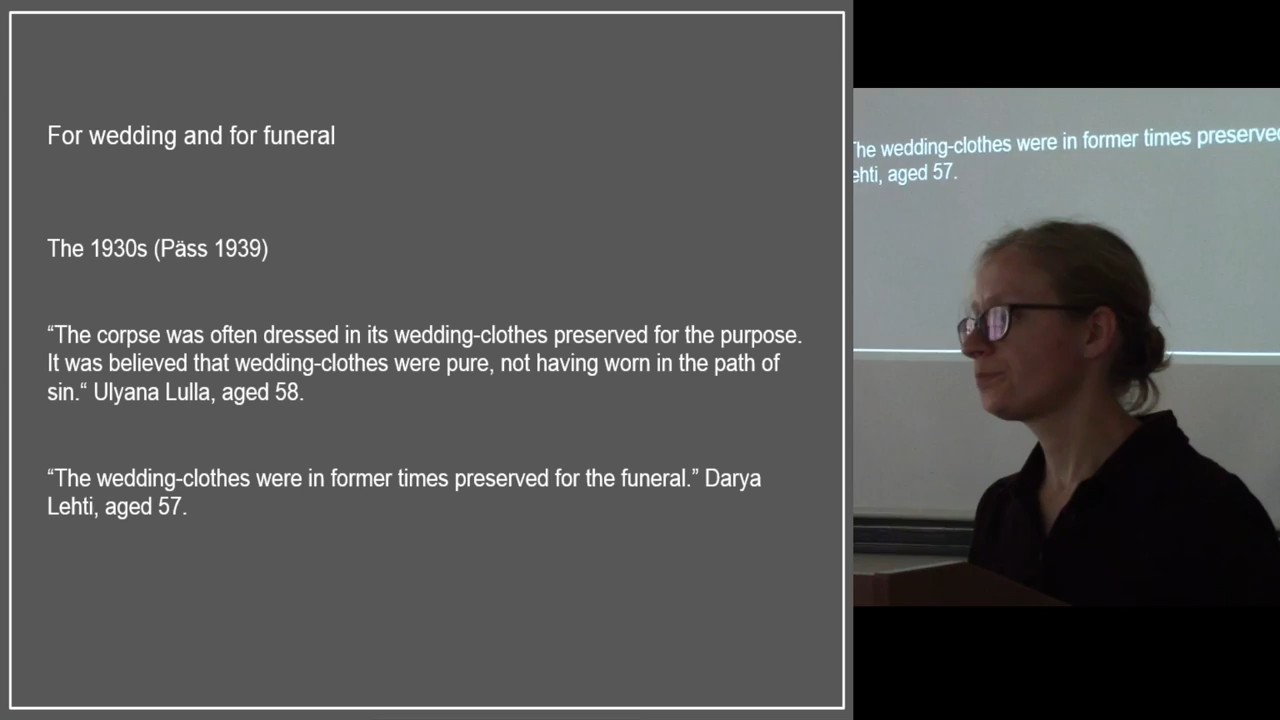 For wedding and for funeral
The 1930s (Päss 1939)
“The corpse was often dressed in its wedding-clothes preserved for the purpose.
It was believed that wedding-clothes were pure, not having worn in the path of
sin.“ Ulyana Lulla, aged 58.
“The wedding-clothes were in former times preserved for the funeral.” Darya
Lehti, aged 57.
The wedding-clothes were in former times preserved
ehti, aged 57.